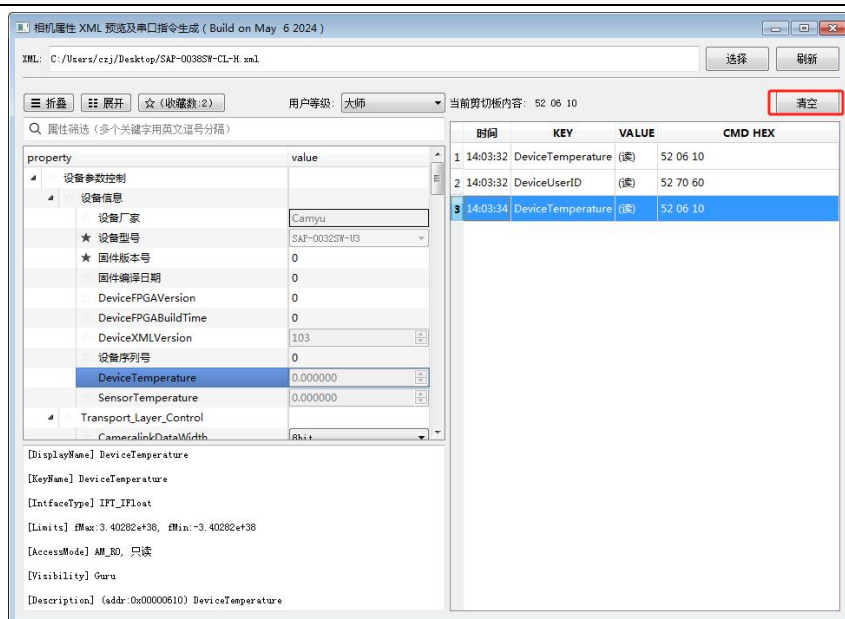 相机属性 XML 预览及串口指令生成 ( Build on May 6 2024 )
XML: C:/Users/czj/Desktop/SAP-0038SW-CL-H.xml 选择 刷新
折叠 展开 ☆ (收藏数:2) 用户等级: 大师 当前剪切板内容: 52 06 10 清空
属性筛选 (多个关键字用英文逗号分隔)
property value
设备参数控制
设备信息
设备厂家 Camyu
★ 设备型号 SAP-0032SW-U3
★ 固件版本号 0
固件编译日期 0
DeviceFPGAVersion 0
DeviceFPGABuildTime 0
DeviceXMLVersion 103
设备序列号 0
DeviceTemperature 0.000000
SensorTemperature 0.000000
Transport_Layer_Control
CameralinkDataWidth 8bit
时间 KEY VALUE CMD HEX
1 14:03:32 DeviceTemperature (读) 52 06 10
2 14:03:32 DeviceUserID (读) 52 70 60
3 14:03:34 DeviceTemperature (读) 52 06 10
[DisplayName] DeviceTemperature
[KeyName] DeviceTemperature
[IntfaceType] IFT_IFloat
[Limits] fMax:3.40282e+38, fMin:-3.40282e+38
[AccessMode] AM_RO, 只读
[Visibility] Guru
[Description] (addr:0x00000610) DeviceTemperature